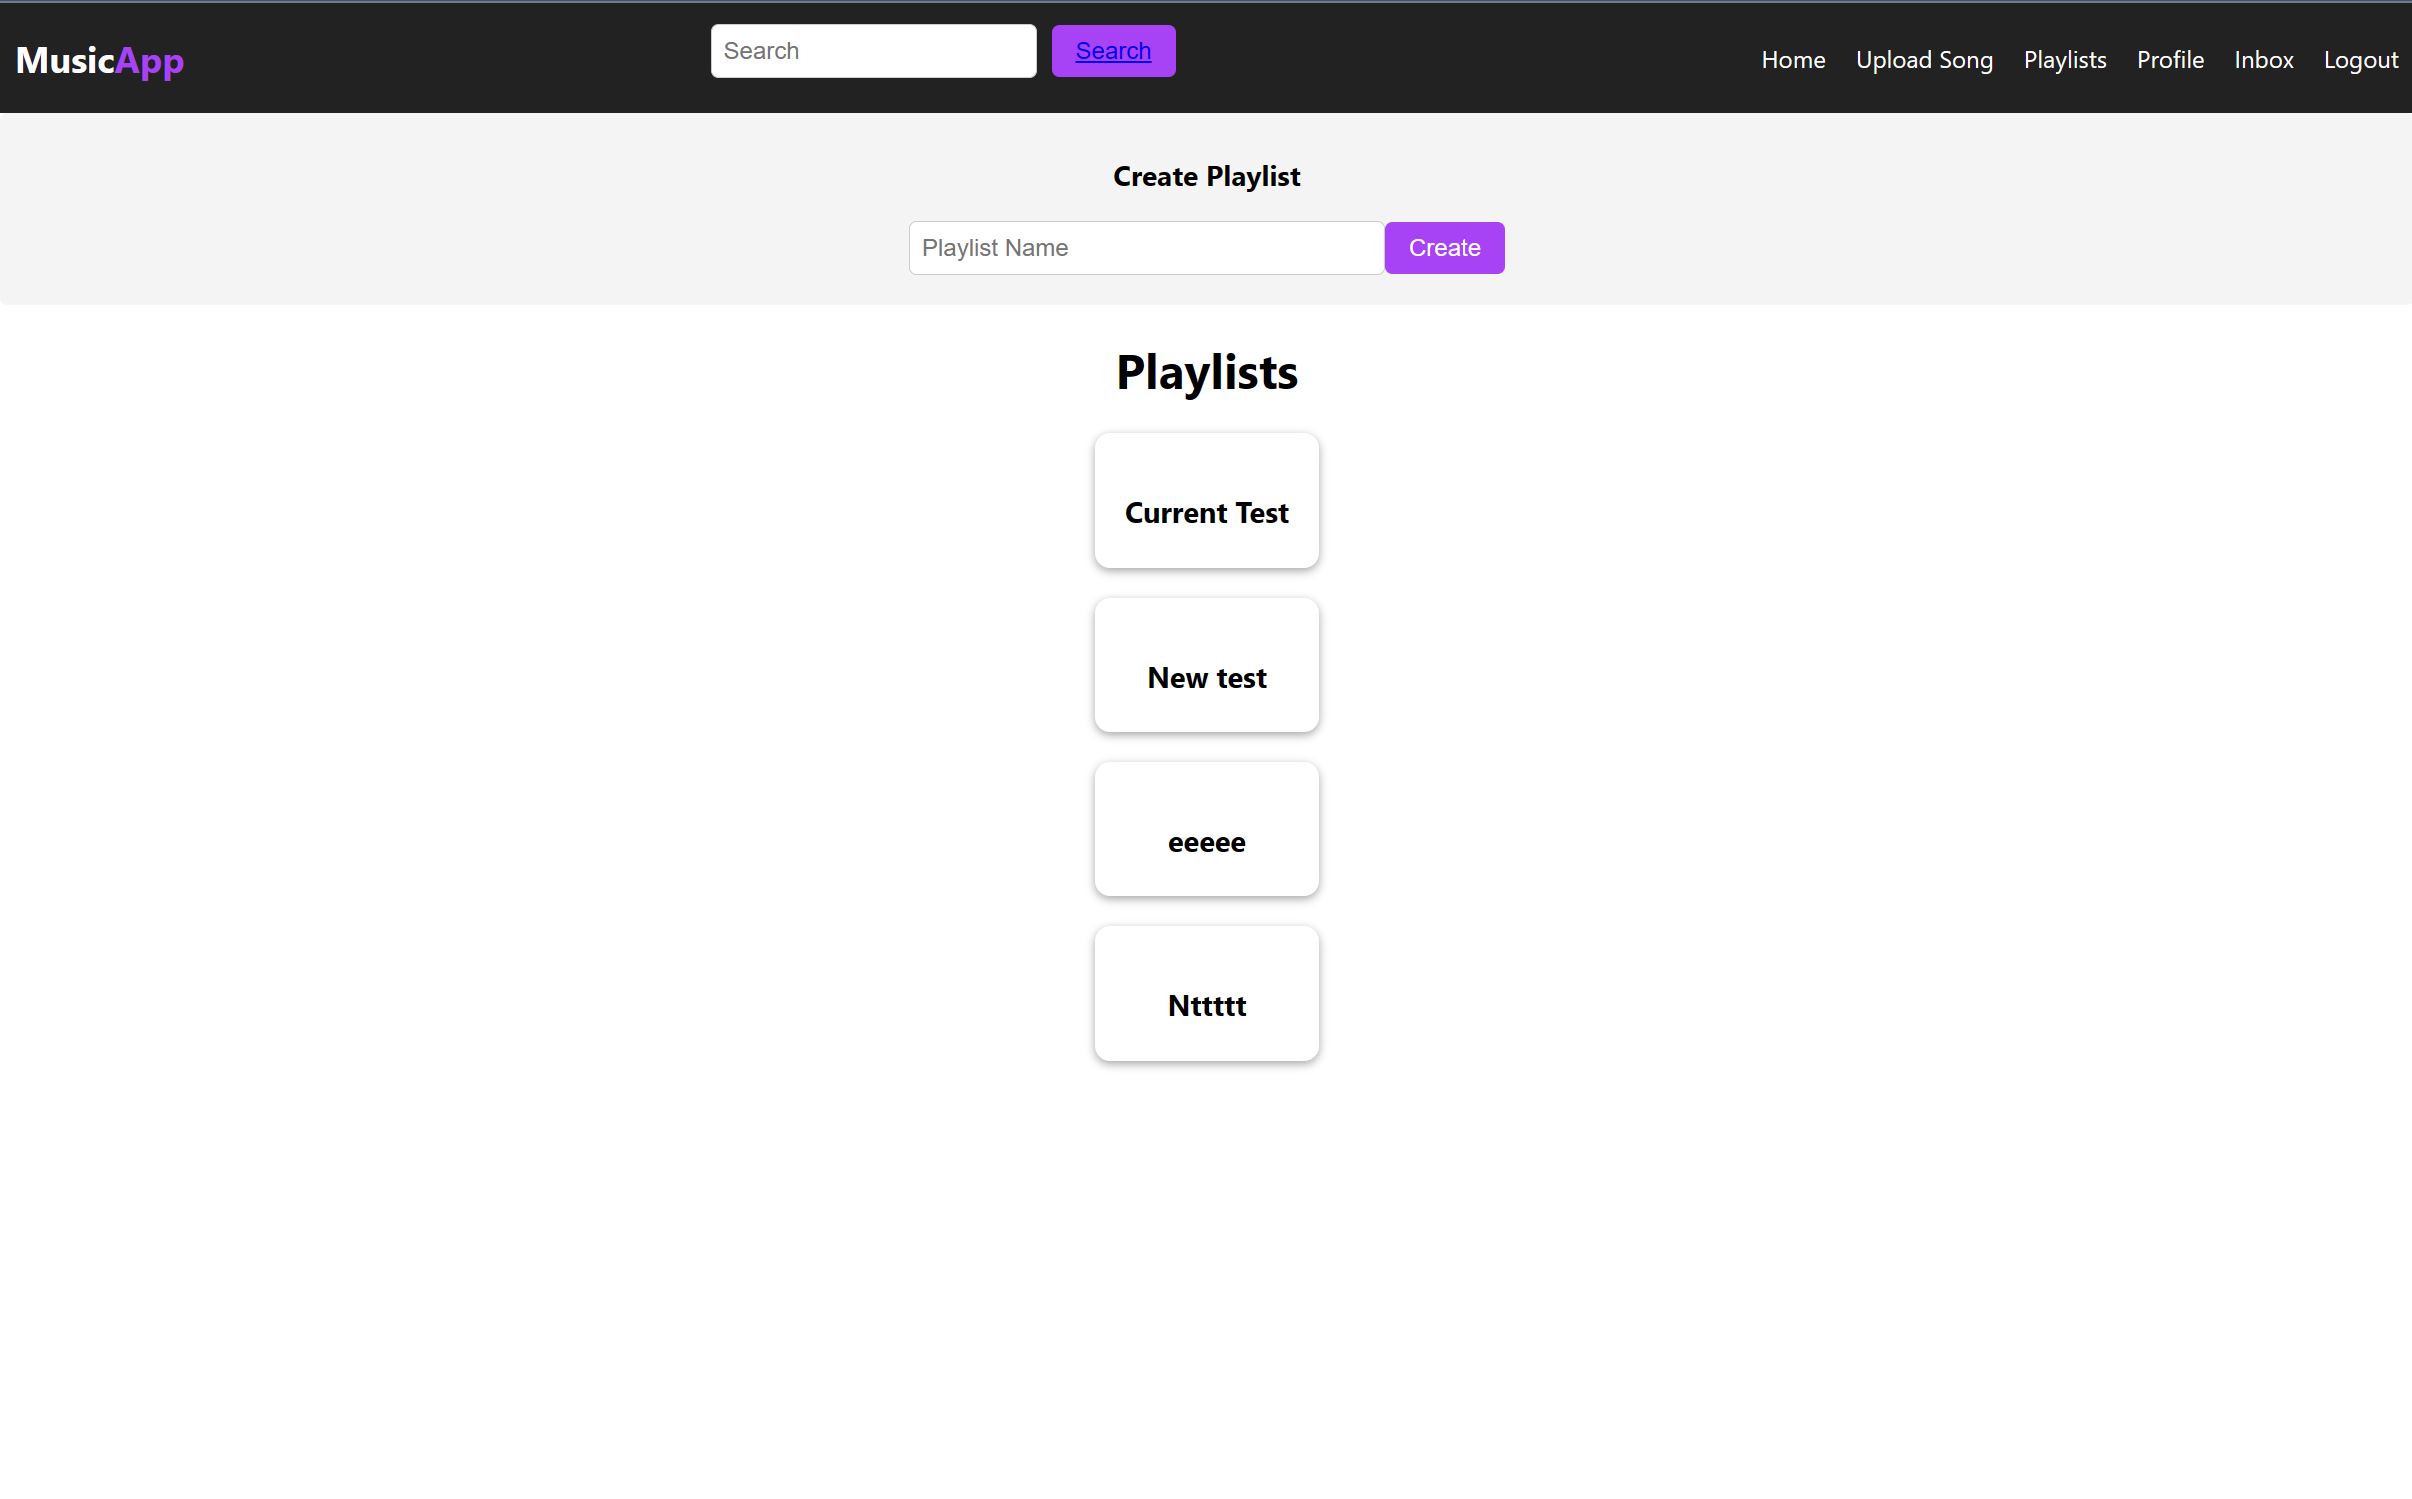 MusicApp
Search
Search
Home Upload Song Playlists Profile Inbox Logout
Create Playlist
Playlist Name
Create
Playlists
Current Test
New test
eeeee
Nttttt